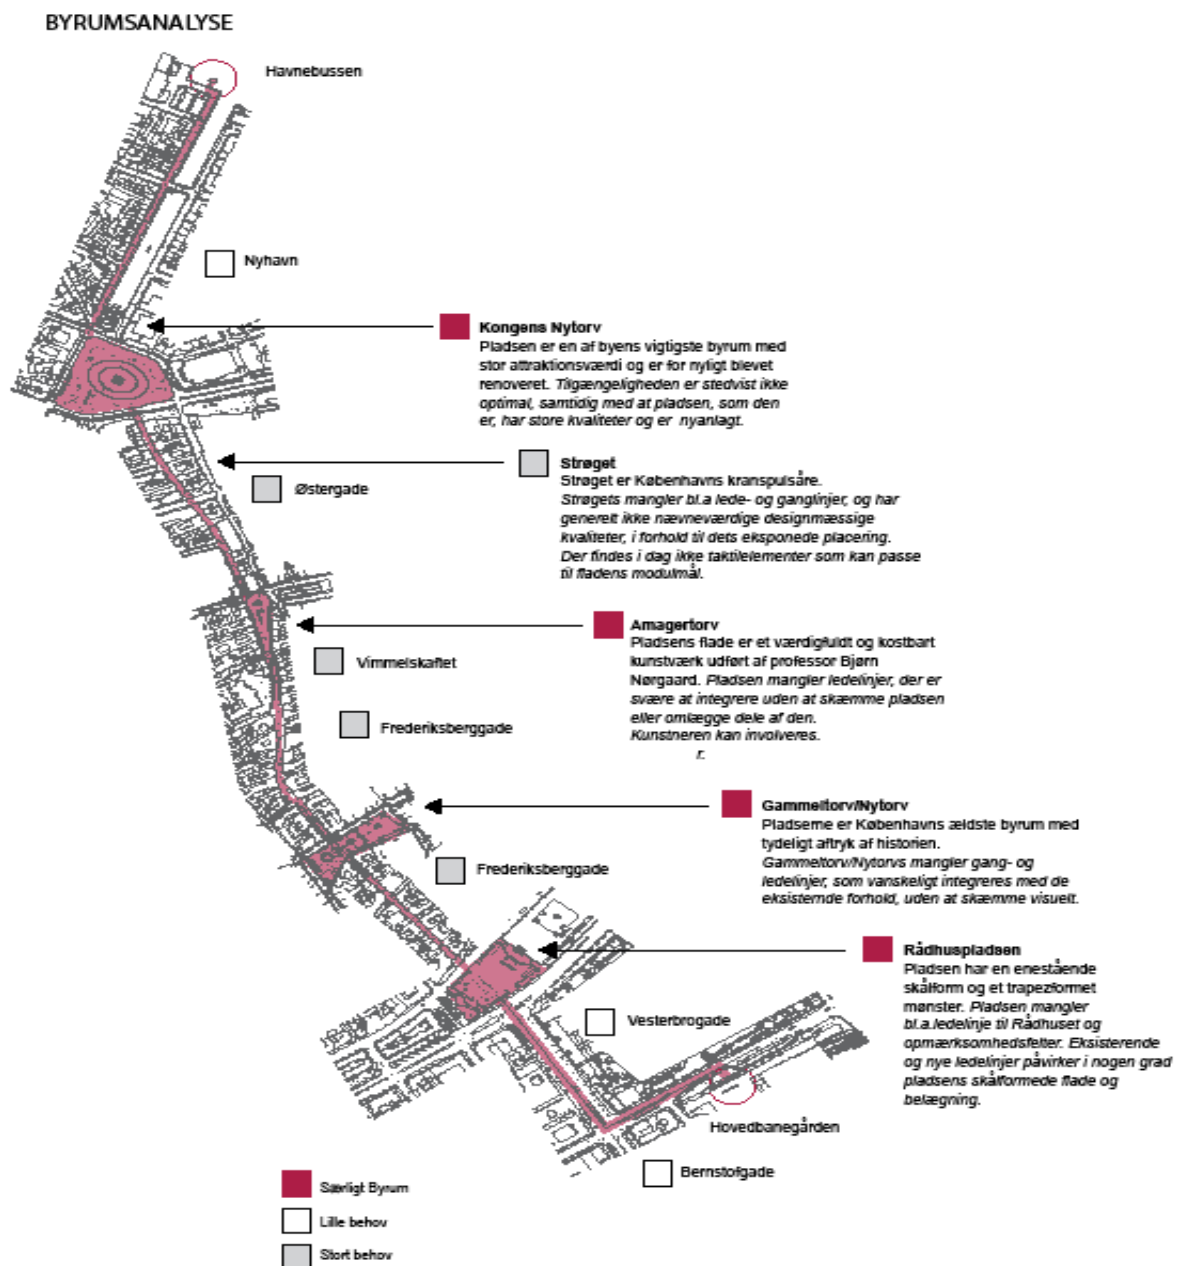 BYRUMSANALYSE
Havnebussen
Nyhavn
Kongens Nytorv
Pladsen er en af byens vigtigste byrum med
stor attraktionsværdi og er for nyligt blevet
renoveret. Tilgængeligheden er stedvist ikke
optimal, samtidig med at pladsen, som den
er, har store kvaliteter og er nyanlagt.
Strøget
Strøget er Københavns kranspulsåre.
Strøgets mangler bl.a lede- og ganglinjer, og har
generelt ikke nævneværdige designmæssige
kvaliteter, i forhold til dets eksponede placering.
Der findes i dag ikke taktilelementer som kan passe
til fladens modulmål.
Østergade
Amagertorv
Pladsens flade er et værdigfuldt og kostbart
kunstværk udført af professor Bjørn
Nørgaard. Pladsen mangler ledelinjer, der er
svære at integrere uden at skæmme pladsen
eller omlægge dele af den.
Kunstneren kan involveres.
r.
Vimmelskaftet
Frederiksberggade
Gammeltorv/Nytorv
Pladserne er Københavns ældste byrum med
tydeligt aftryk af historien.
Gammeltorv/Nytorvs mangler gang- og
ledelinjer, som vanskeligt integreres med de
eksisternde forhold, uden at skæmme visuelt.
Frederiksberggade
Rådhuspladsen
Pladsen har en enestående
skålform og et trapezformet
mønster. Pladsen mangler
bl.a.ledelinje til Rådhuset og
opmærksomhedsfelter. Eksisterende
og nye ledelinjer påvirker i nogen grad
pladsens skålformede flade og
belægning.
Vesterbrogade
Hovedbanegården
Bernstofgade
Særligt Byrum
Lille behov
Stort behov